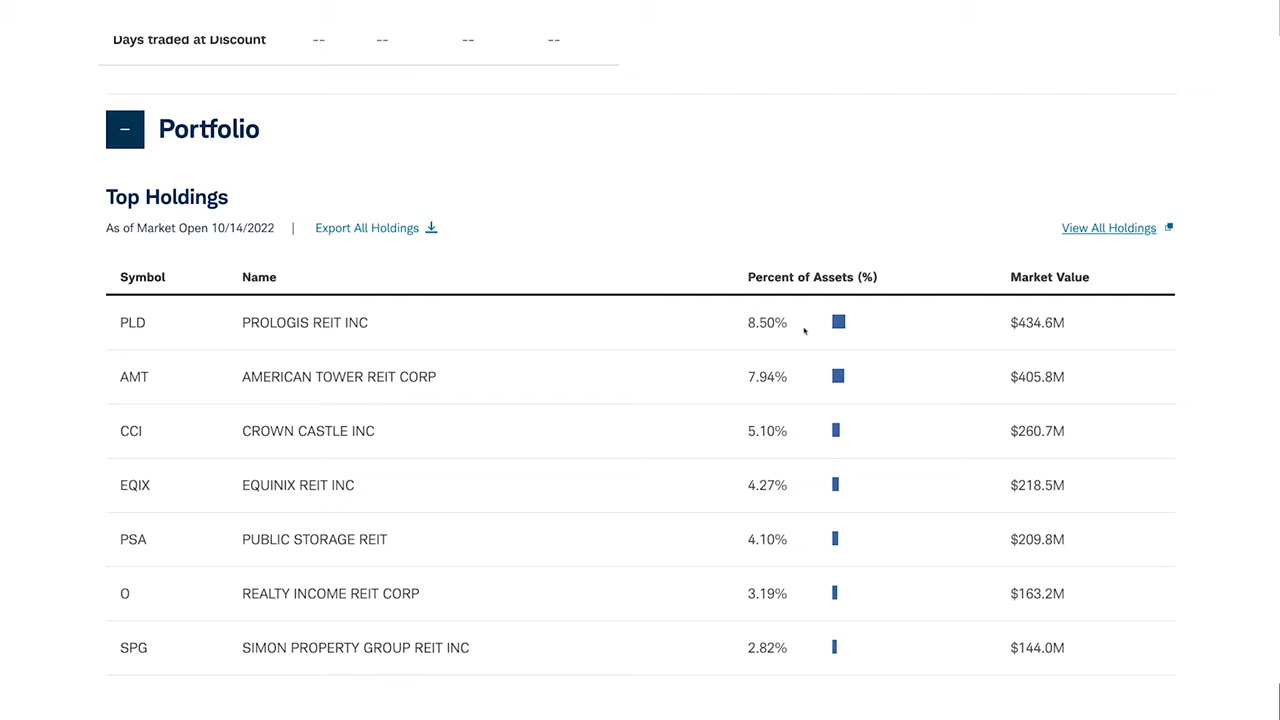 Days traded at Discount -- -- -- --
Portfolio
Top Holdings
As of Market Open 10/14/2022 | Export All Holdings View All Holdings
Symbol Name Percent of Assets (%) Market Value
PLD PROLOGIS REIT INC 8.50% $434.6M
AMT AMERICAN TOWER REIT CORP 7.94% $405.8M
CCI CROWN CASTLE INC 5.10% $260.7M
EQIX EQUINIX REIT INC 4.27% $218.5M
PSA PUBLIC STORAGE REIT 4.10% $209.8M
O REALTY INCOME REIT CORP 3.19% $163.2M
SPG SIMON PROPERTY GROUP REIT INC 2.82% $144.0M